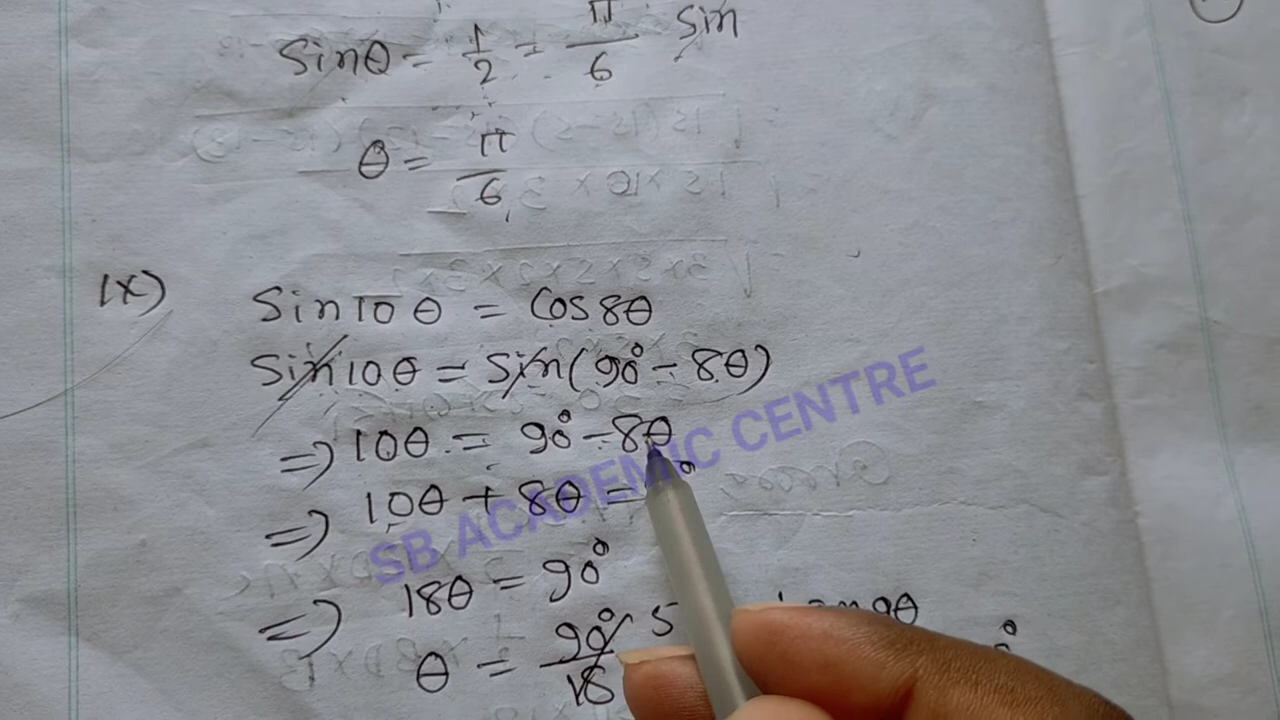 Sinθ = 1/2 = π/6 Sin
θ = π/6
ix) Sin10θ = Cos8θ
Sin10θ = Sin(90° - 8θ)
⇒ 10θ = 90° - 8θ
⇒ 10θ + 8θ =
⇒ 18θ = 90°
θ = 90°/18 5
tan9θ
SB ACADEMIC CENTRE